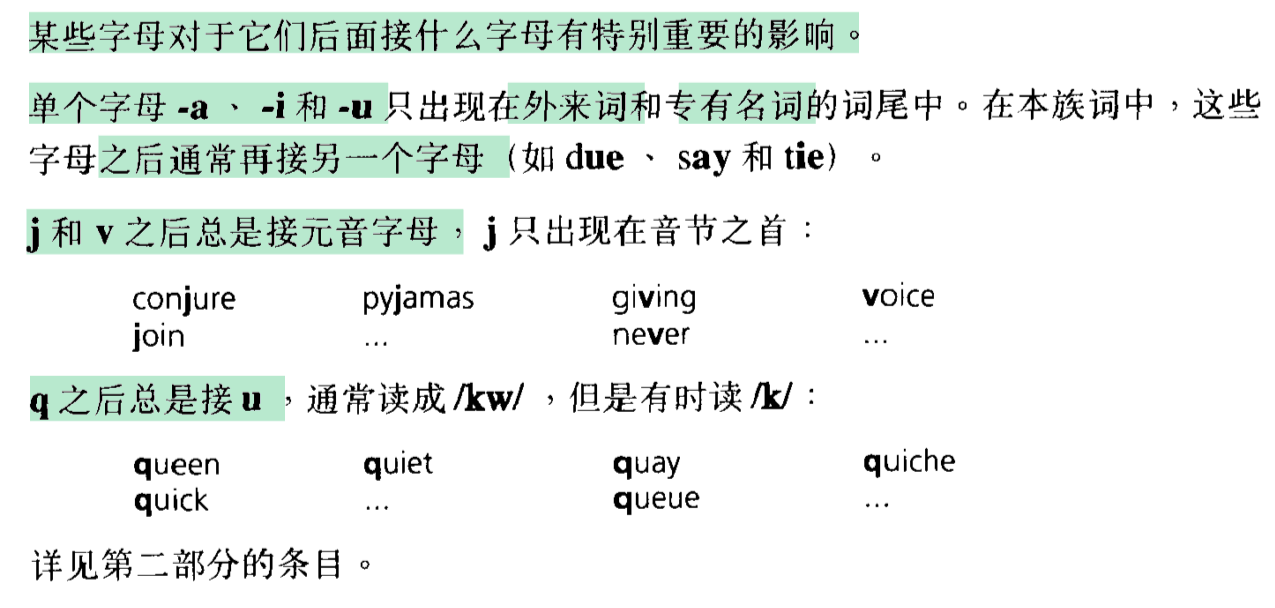 某些字母对于它们后面接什么字母有特别重要的影响。
单个字母 -a 、 -i 和 -u 只出现在外来词和专有名词的词尾中。在本族词中，这些
字母之后通常再接另一个字母（如 due 、 say 和 tie）。
j 和 v 之后总是接元音字母，j 只出现在音节之首：
conjure pyjamas giving voice
join ... never ...
q 之后总是接 u ，通常读成 /kw/ ，但是有时读 /k/：
queen quiet quay quiche
quick ... queue ...
详见第二部分的条目。